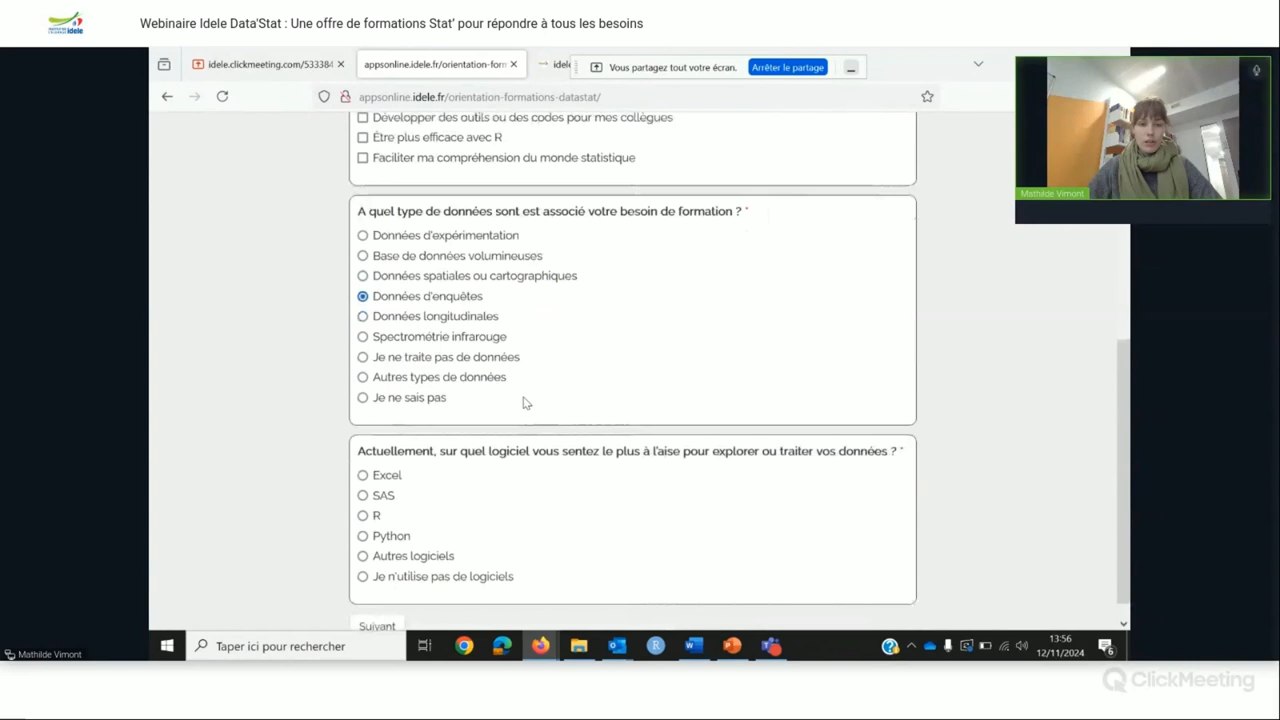 idele
Webinaire Idele Data'Stat : Une offre de formations Stat' pour répondre à tous les besoins
idele.clickmeeting.com/53338
appsonline.idele.fr/orientation-form
idel
Vous partagez tout votre écran.
Arrêter le partage
appsonline.idele.fr/orientation-formations-datastat/
Mathilde Vimont
Développer des outils ou des codes pour mes collègues
Être plus efficace avec R
Faciliter ma compréhension du monde statistique
A quel type de données sont est associé votre besoin de formation ? *
Données d'expérimentation
Base de données volumineuses
Données spatiales ou cartographiques
Données d'enquêtes
Données longitudinales
Spectrométrie infrarouge
Je ne traite pas de données
Autres types de données
Je ne sais pas
Actuellement, sur quel logiciel vous sentez le plus à l'aise pour explorer ou traiter vos données ? *
Excel
SAS
R
Python
Autres logiciels
Je n'utilise pas de logiciels
Suivant
Taper ici pour rechercher
13:56
12/11/2024
6
Mathilde Vimont
ClickMeeting